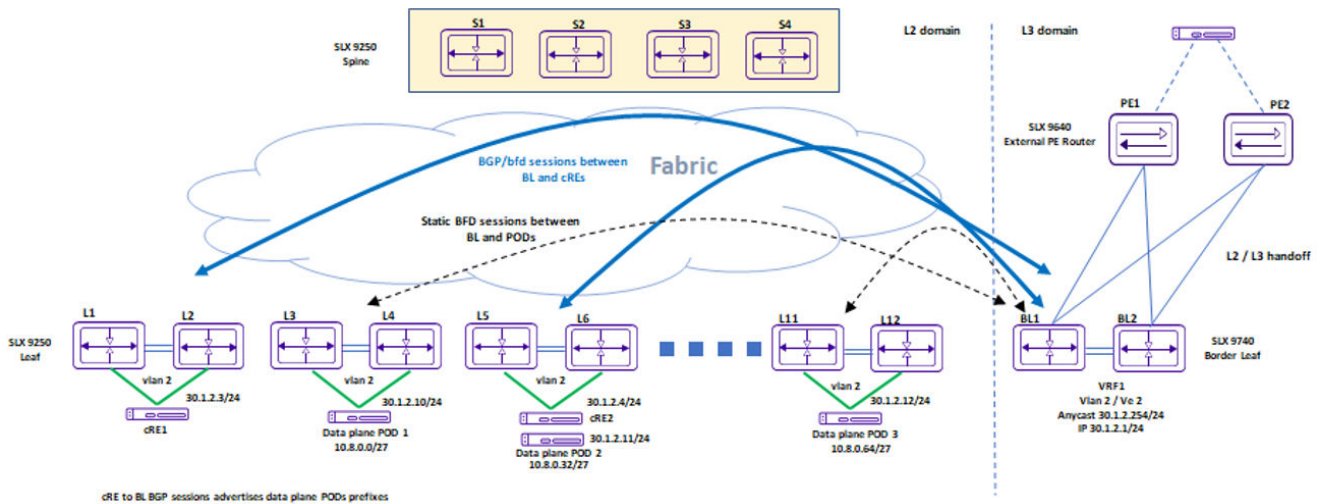 S1 S2 S3 S4
L2 domain
L3 domain
SLX 9250
Spine
PE1
PE2
SLX 9640
External PE Router
BGP/bfd sessions between
BL and cREs
Fabric
Static BFD sessions between
BL and PODs
L2 / L3 handoff
L1 L2 L3 L4 L5 L6 L11 L12 BL1 BL2
SLX 9250
Leaf
SLX 9740
Border Leaf
vlan 2
30.1.2.3/24
cRE1
vlan 2
30.1.2.10/24
Data plane POD 1
10.8.0.0/27
vlan 2
30.1.2.4/24
cRE2
30.1.2.11/24
Data plane POD 2
10.8.0.32/27
vlan 2
30.1.2.12/24
Data plane POD 3
10.8.0.64/27
VRF1
Vlan 2 / Ve 2
Anycast 30.1.2.254/24
IP 30.1.2.1/24
cRE to BL BGP sessions advertises data plane PODs prefixes